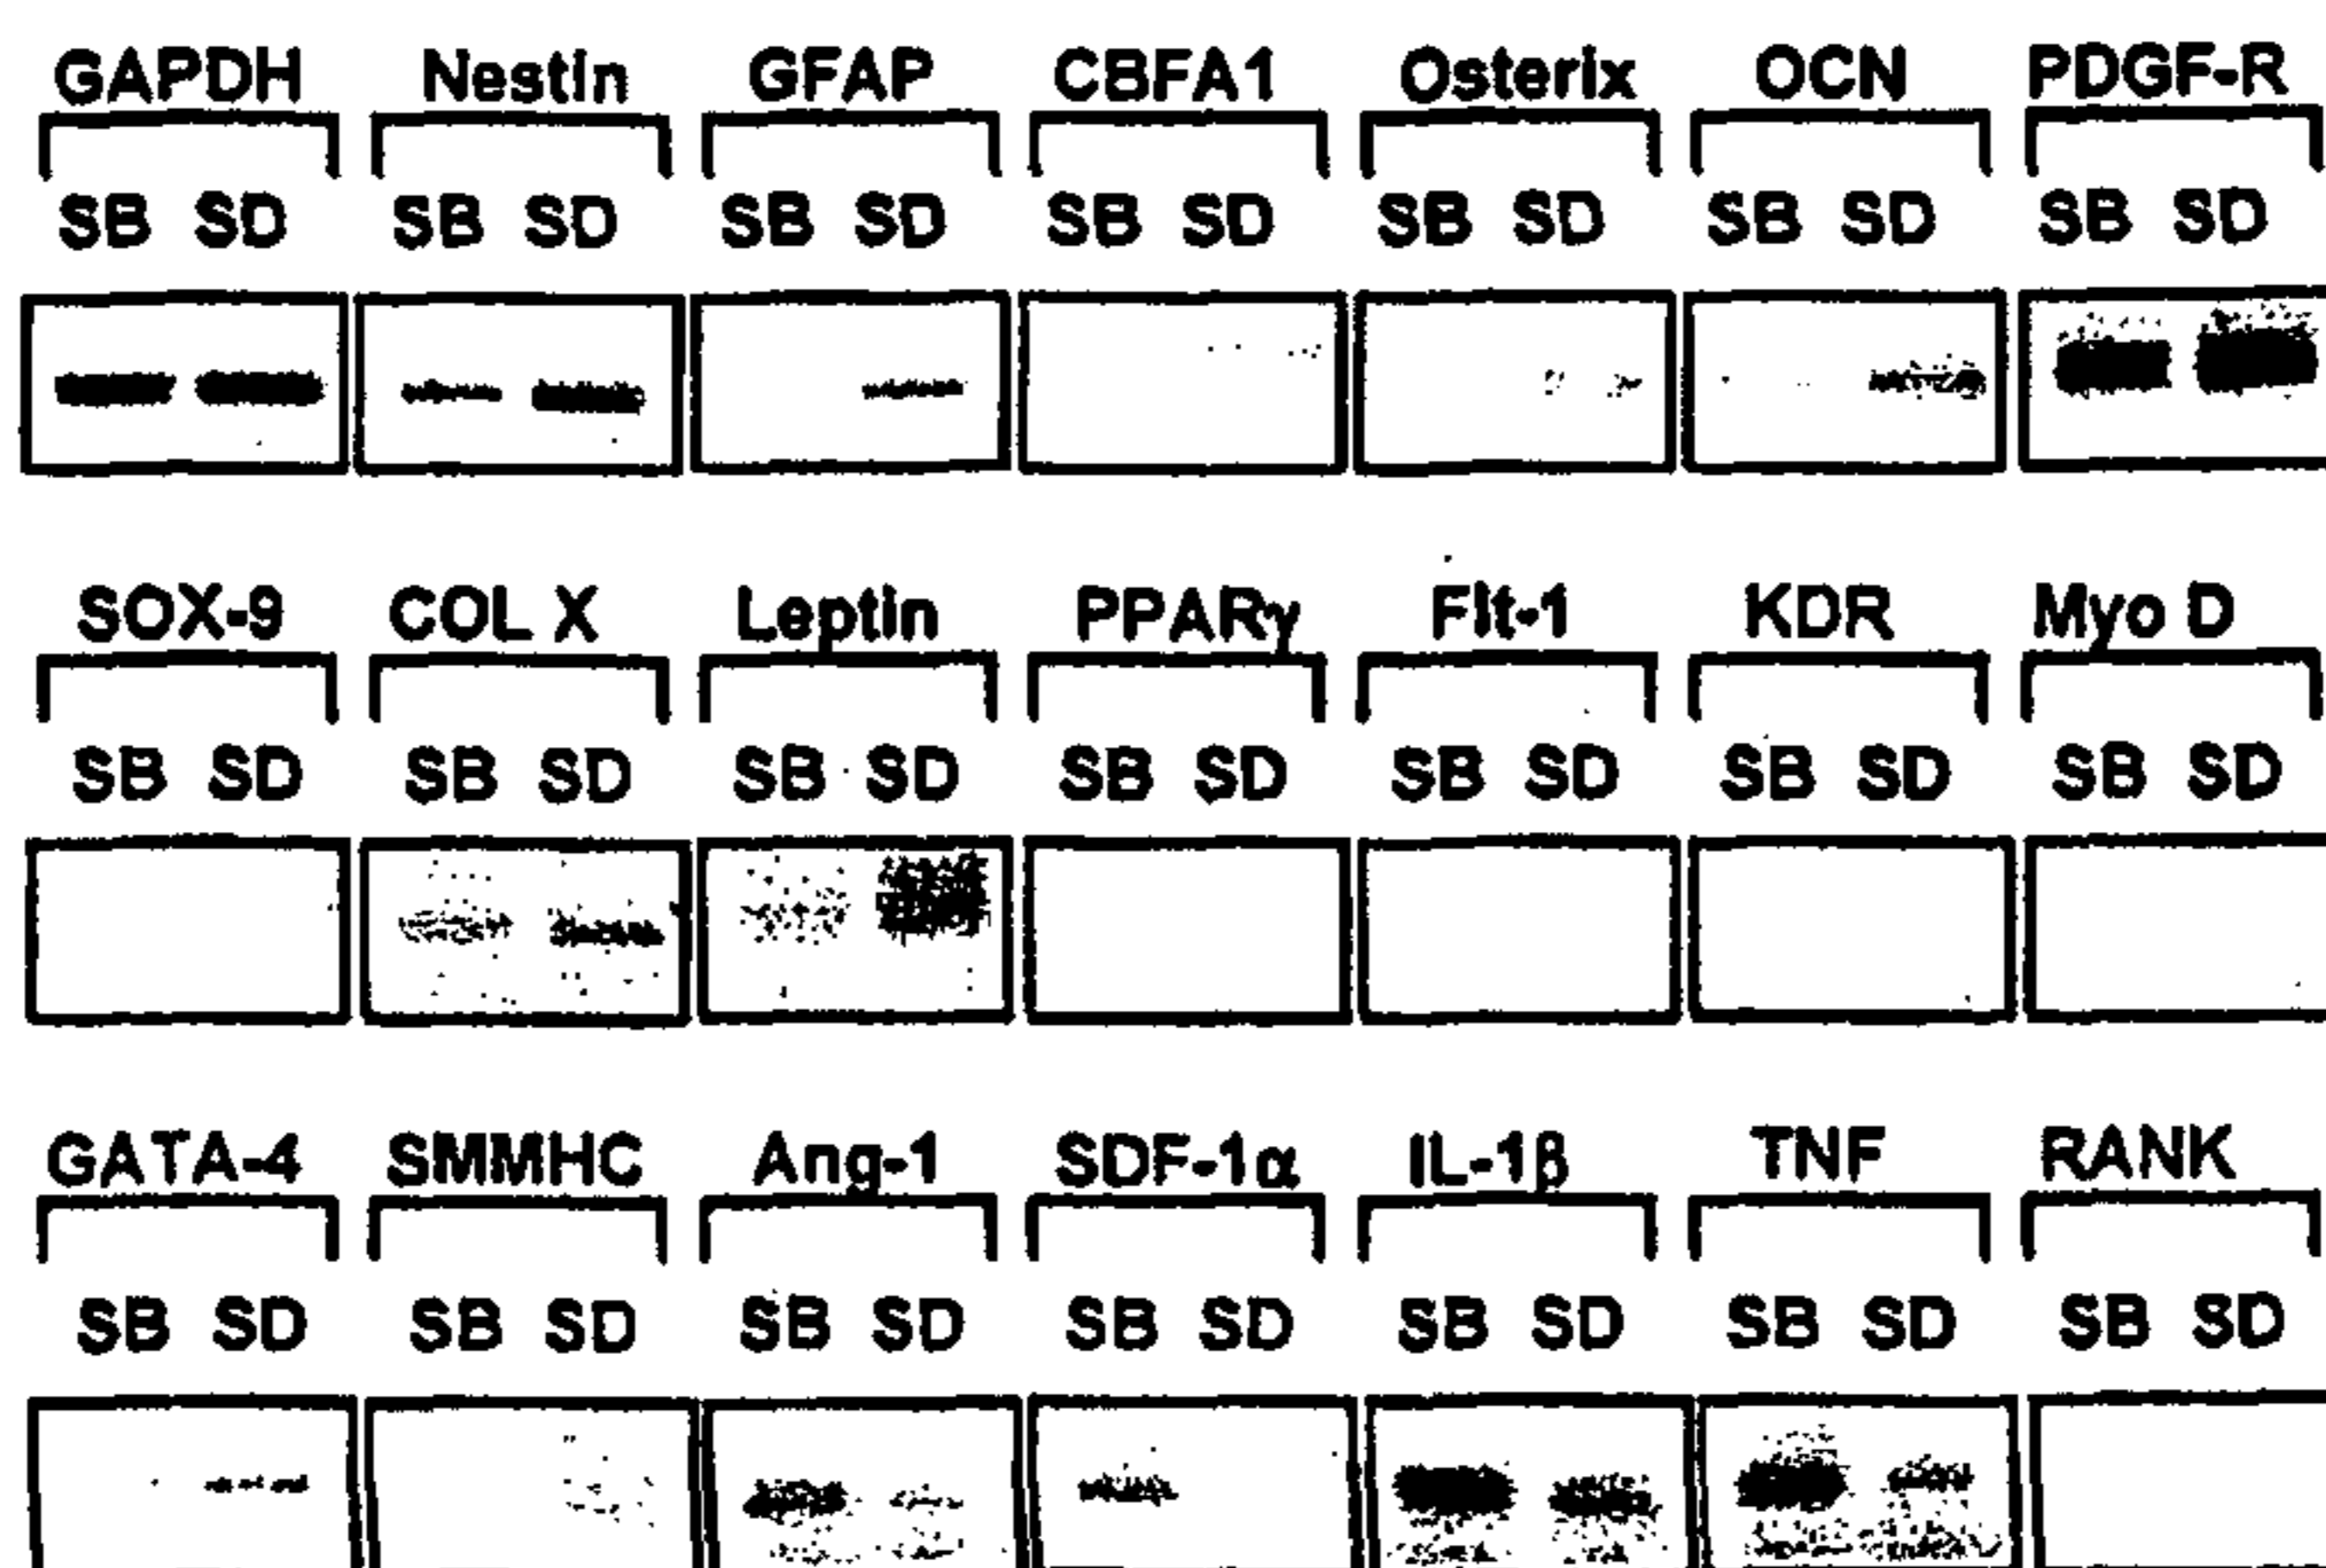 GAPDH Nestin GFAP CBFA1 Osterix OCN PDGF-R
SB SD SB SD SB SD SB SD SB SD SB SD SB SD
SOX-9 COL X Leptin PPARγ Flt-1 KDR Myo D
SB SD SB SD SB SD SB SD SB SD SB SD SB SD
GATA-4 SMMHC Ang-1 SDF-1α IL-1β TNF RANK
SB SD SB SD SB SD SB SD SB SD SB SD SB SD